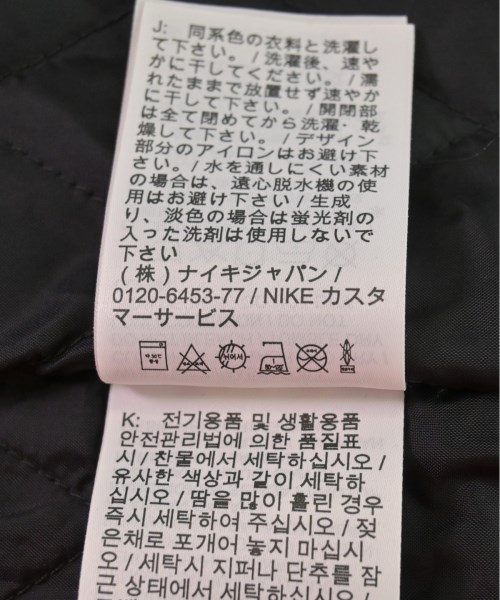 J: 同系色の衣料と洗濯し
て下さい。/ 洗濯後、速や
かに干してください。/ 濡
れたままで放置せず速やか
に干して下さい。/ 開閉部
は全て閉めてから洗濯・乾
燥して下さい。/ デザイン
部分のアイロンはお避け下
さい。/ 水を通しにくい素材
の場合は、遠心脱水機の使
用はお避け下さい / 生成
り、淡色の場合は蛍光剤の
入った洗剤は使用しないで
下さい
(株) ナイキジャパン /
0120-6453-77 / NIKE カスタ
マーサービス
K: 전기용품 및 생활용품
안전관리법에 의한 품질표
시 / 찬물에서 세탁하십시오 /
유사한 색상과 같이 세탁하
십시오 / 땀을 많이 흘린 경우
즉시 세탁하여 주십시오 / 젖
은채로 포개어 놓지 마십시
오 / 세탁시 지퍼나 단추를 잠
근 상태에서 세탁하십시오 /